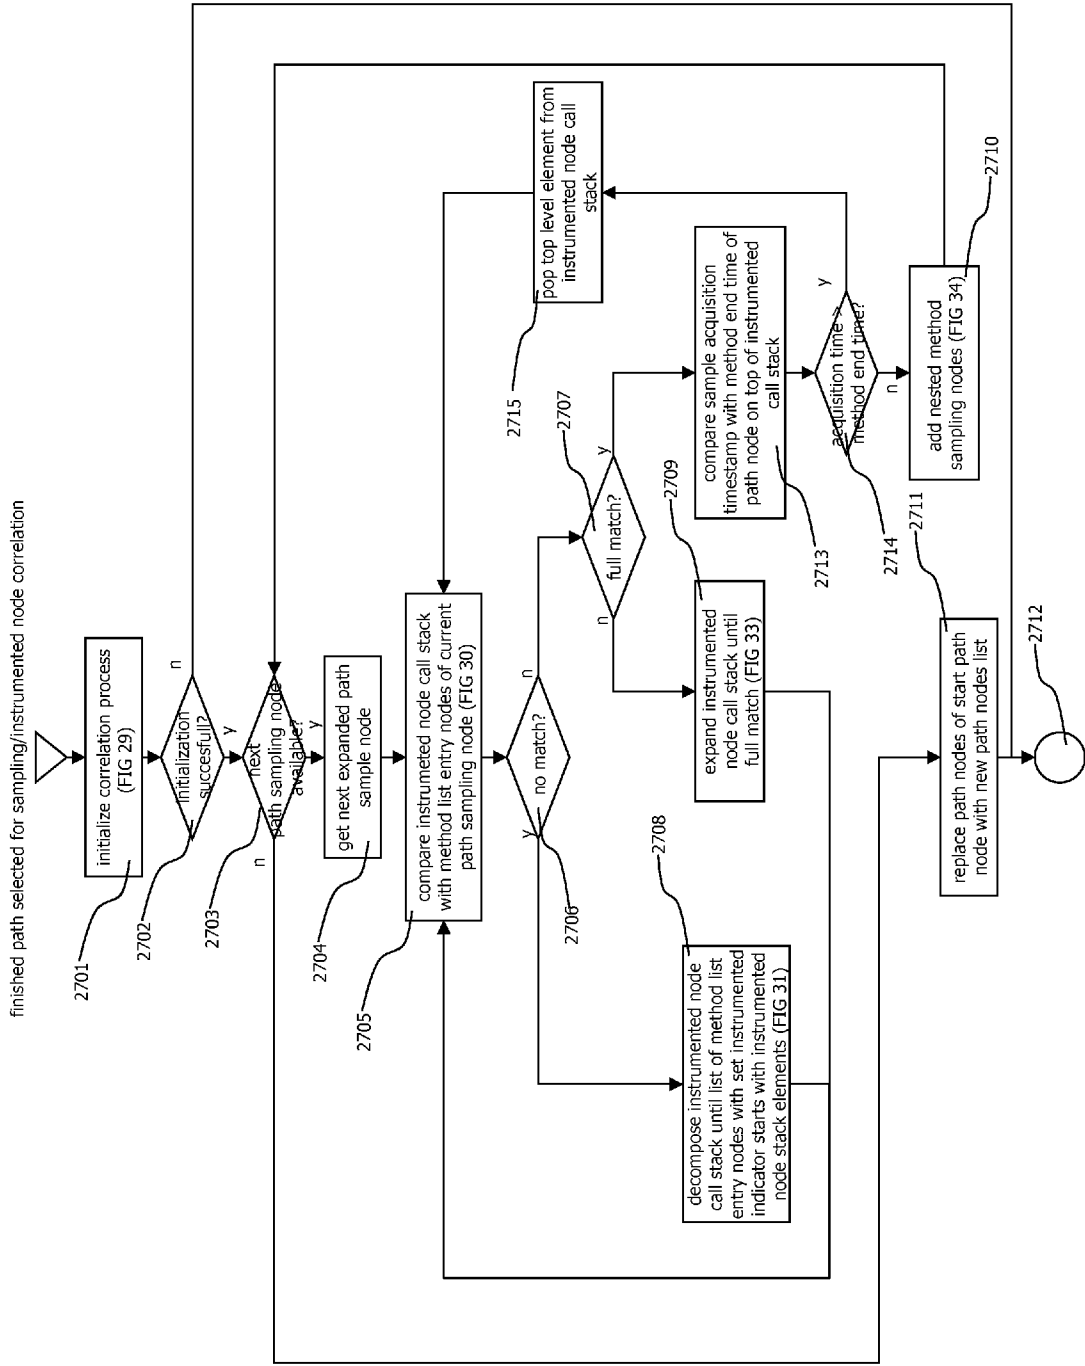 finished path selected for sampling/instrumented node correlation
initialize correlation process
(FIG 29)
2701
initialization
succesfull?
n
y
2702
next
path sampling node
available?
y
n
2703
get next expanded path
sample node
2704
compare instrumeted node call stack
with method list entry nodes of current
path sampling node (FIG 30)
2705
no match?
y
n
2706
full match?
n
y
2707
decompose instrumented node
call stack until list of method list
entry nodes with set instrumented
indicator starts with instrumented
node stack elements (FIG 31)
2708
expand instrumented
node call stack until
full match (FIG 33)
2709
compare sample acquisition
timestamp with method end time of
path node on top of instrumented
call stack
2713
acquisition time >
method end time?
y
n
2714
pop top level element from
instrumented node call
stack
2715
add nested method
sampling nodes (FIG 34)
2710
replace path nodes of start path
node with new path nodes list
2711
2712